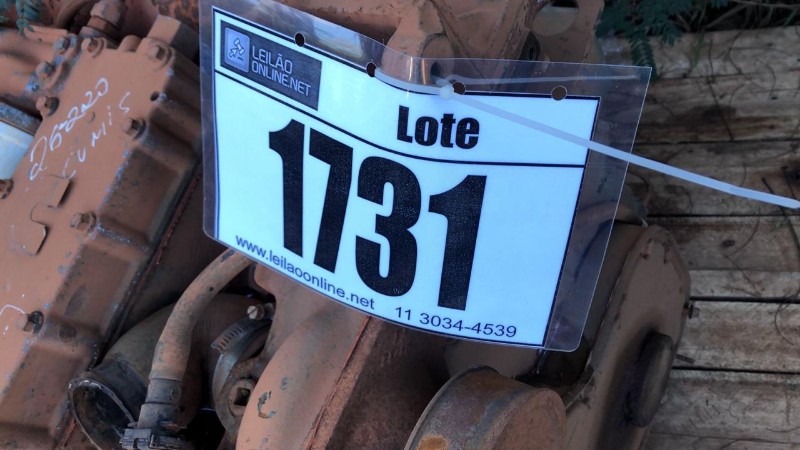 LEILÃO
ONLINE.NET
Lote
1731
www.leilaoonline.net
11 3034-4539